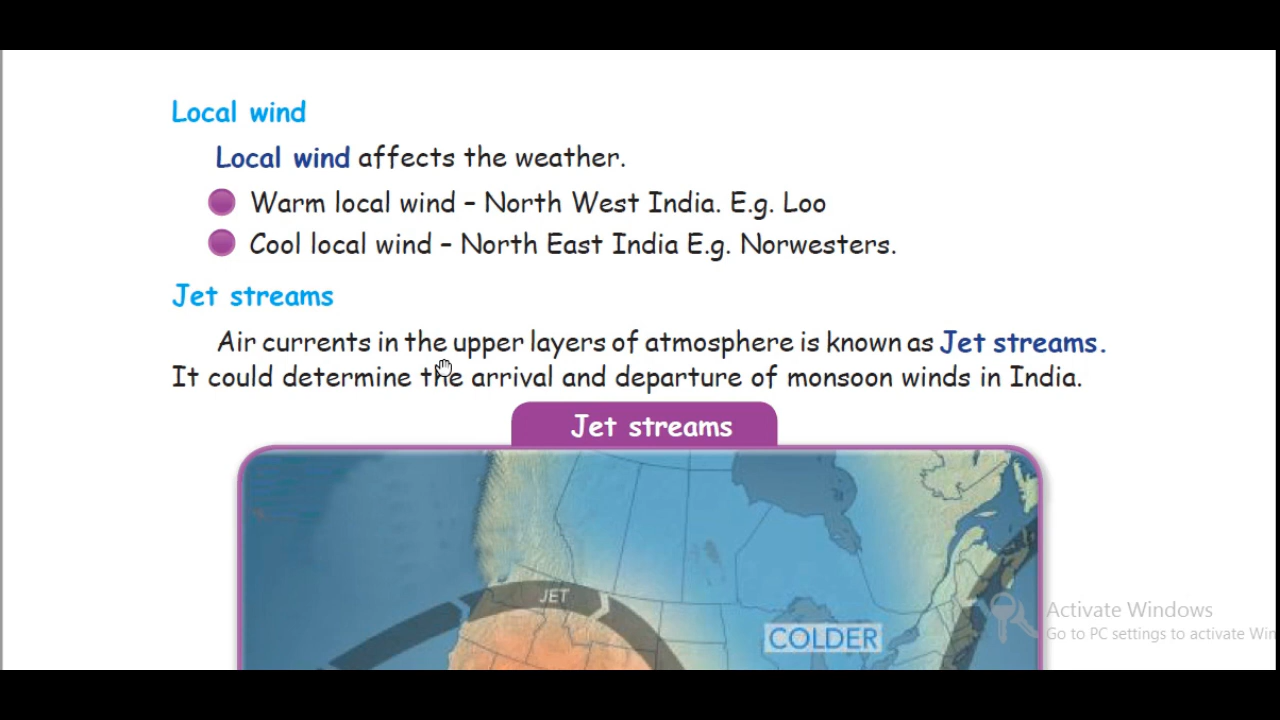 Local wind
Local wind affects the weather.
Warm local wind – North West India. E.g. Loo
Cool local wind – North East India E.g. Norwesters.
Jet streams
Air currents in the upper layers of atmosphere is known as Jet streams.
It could determine the arrival and departure of monsoon winds in India.
Jet streams
JET
COLDER
Activate Windows
Go to PC settings to activate Win